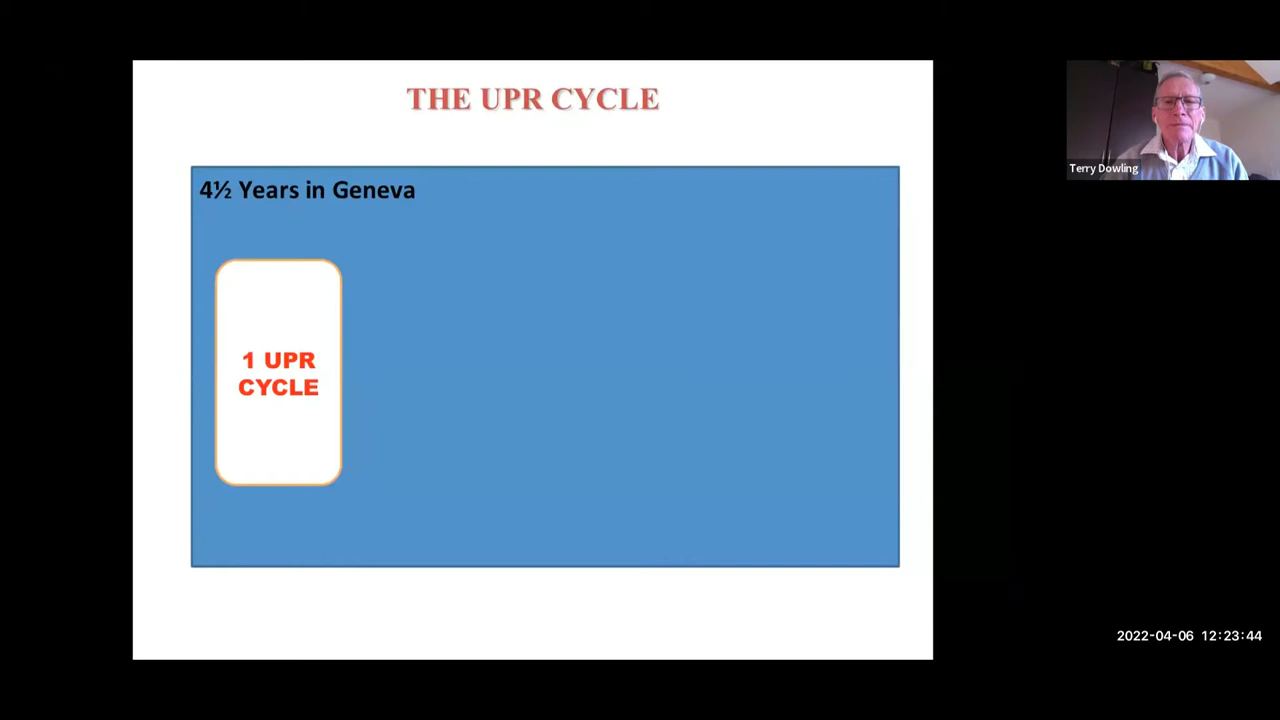 THE UPR CYCLE
4½ Years in Geneva
1 UPR
CYCLE
Terry Dowling
2022-04-06 12:23:44